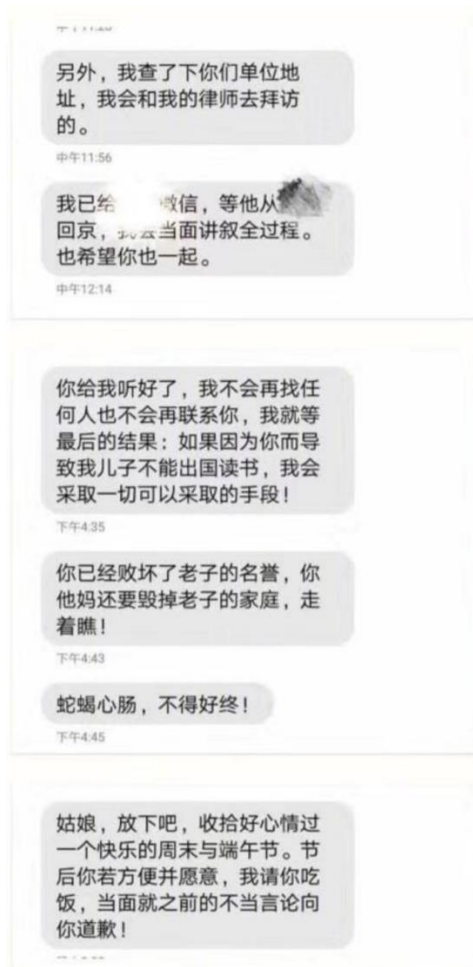 另外，我查了下你们单位地
址，我会和我的律师去拜访
的。
中午11:56
我已给 微信，等他从
回京，我会当面讲叙全过程。
也希望你也一起。
中午12:14
你给我听好了，我不会再找任
何人也不会再联系你，我就等
最后的结果：如果因为你而导
致我儿子不能出国读书，我会
采取一切可以采取的手段！
下午4:35
你已经败坏了老子的名誉，你
他妈还要毁掉老子的家庭，走
着瞧！
下午4:43
蛇蝎心肠，不得好终！
下午4:45
姑娘，放下吧，收拾好心情过
一个快乐的周末与端午节。节
后你若方便并愿意，我请你吃
饭，当面就之前的不当言论向
你道歉！